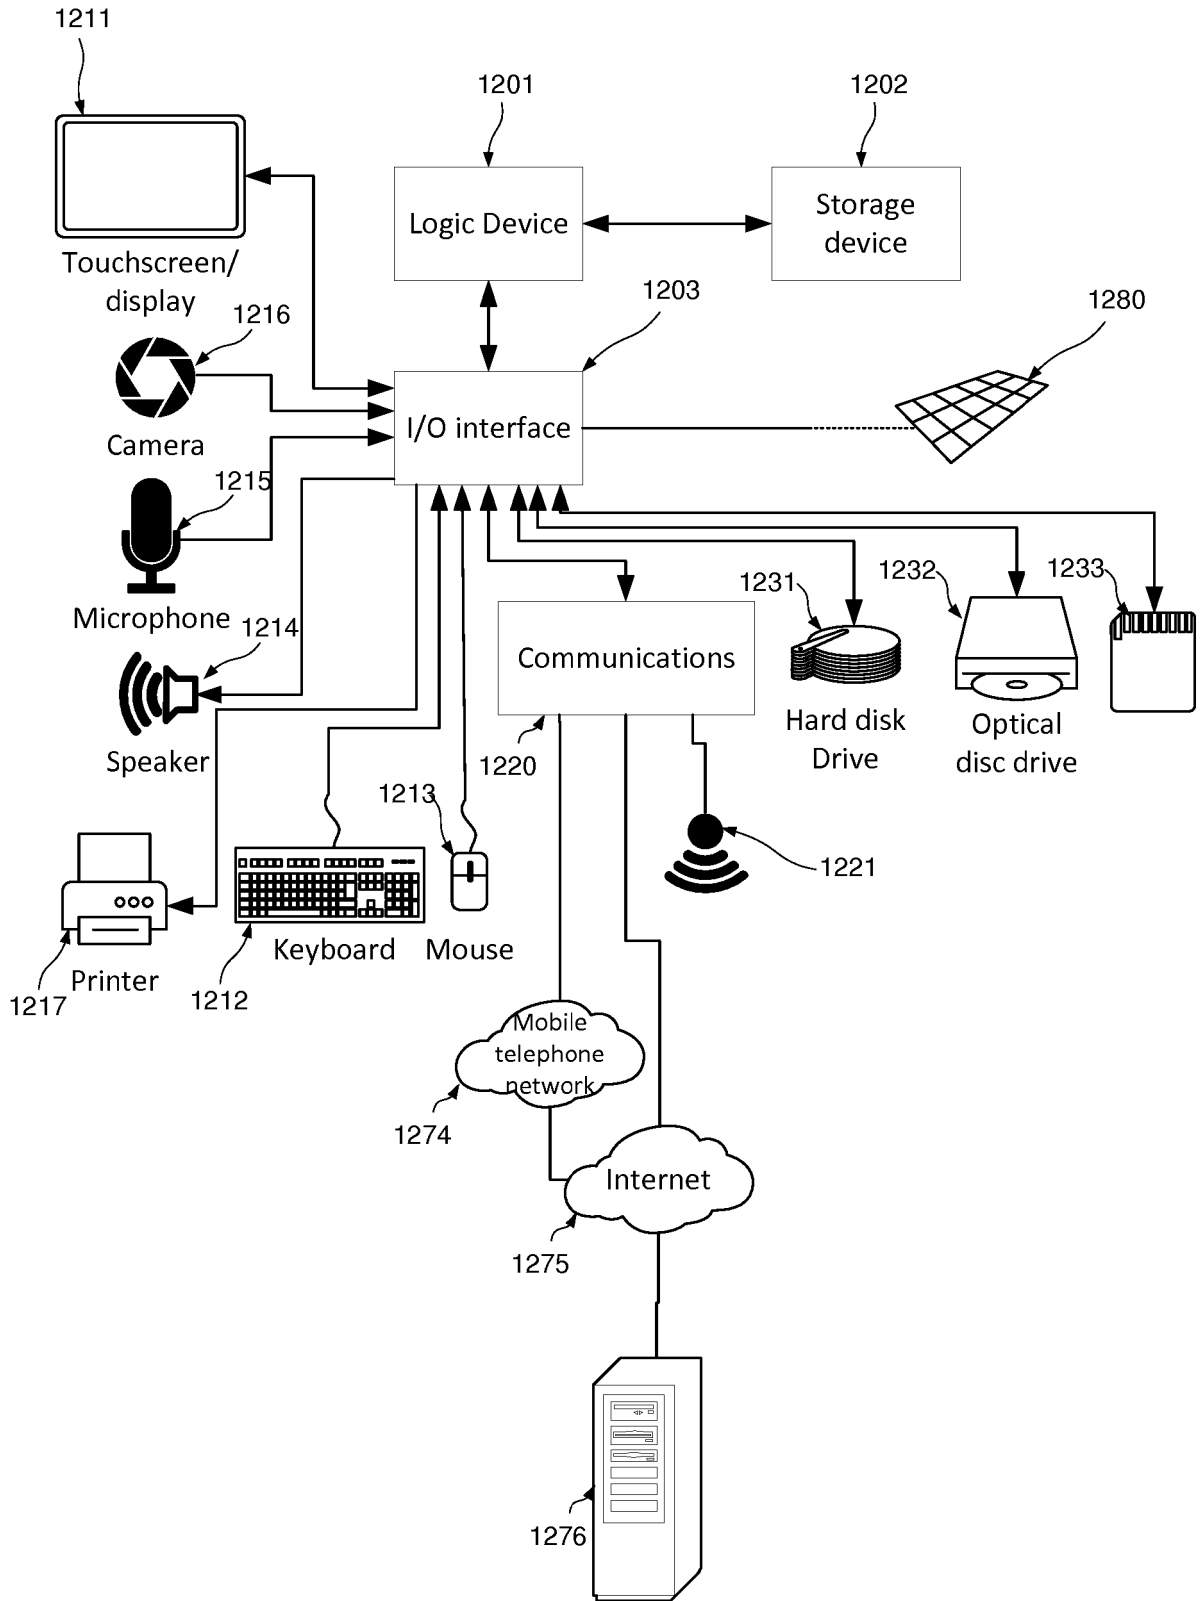 1211
1201
1202
Logic Device
Storage
device
Touchscreen/
display
1203
1280
1216
I/O interface
Camera
1215
1231
1232
1233
Microphone
1214
Communications
Speaker
Hard disk
Drive
Optical
disc drive
1220
1213
1221
Keyboard
Mouse
Printer
1217
1212
Mobile
telephone
network
1274
Internet
1275
1276